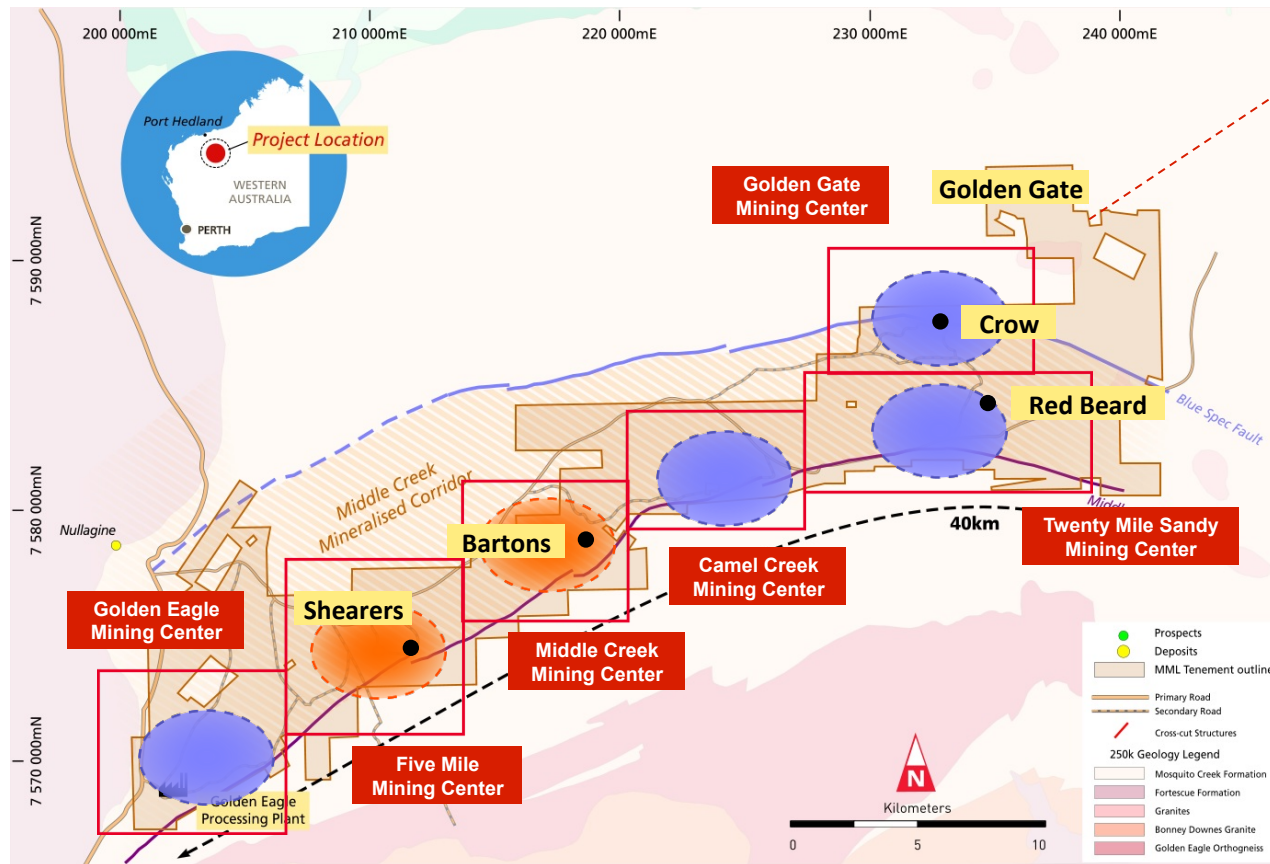 200 000mE
210 000mE
220 000mE
230 000mE
240 000mE
Port Hedland
Project Location
WESTERN
AUSTRALIA
PERTH
Golden Gate
Mining Center
Golden Gate
7 590 000mN
Crow
Red Beard
Blue Spec Fault
Middle Creek
Mineralised Corridor
7 580 000mN
Nullagine
Bartons
40km
Middle
Twenty Mile Sandy
Mining Center
Camel Creek
Mining Center
Golden Eagle
Mining Center
Shearers
Middle Creek
Mining Center
Five Mile
Mining Center
7 570 000mN
Golden Eagle
Processing Plant
N
Kilometers
0
5
10
Prospects
Deposits
MML Tenement outline
Primary Road
Secondary Road
Cross-cut Structures
250k Geology Legend
Mosquito Creek Formation
Fortescue Formation
Granites
Bonney Downes Granite
Golden Eagle Orthogneiss